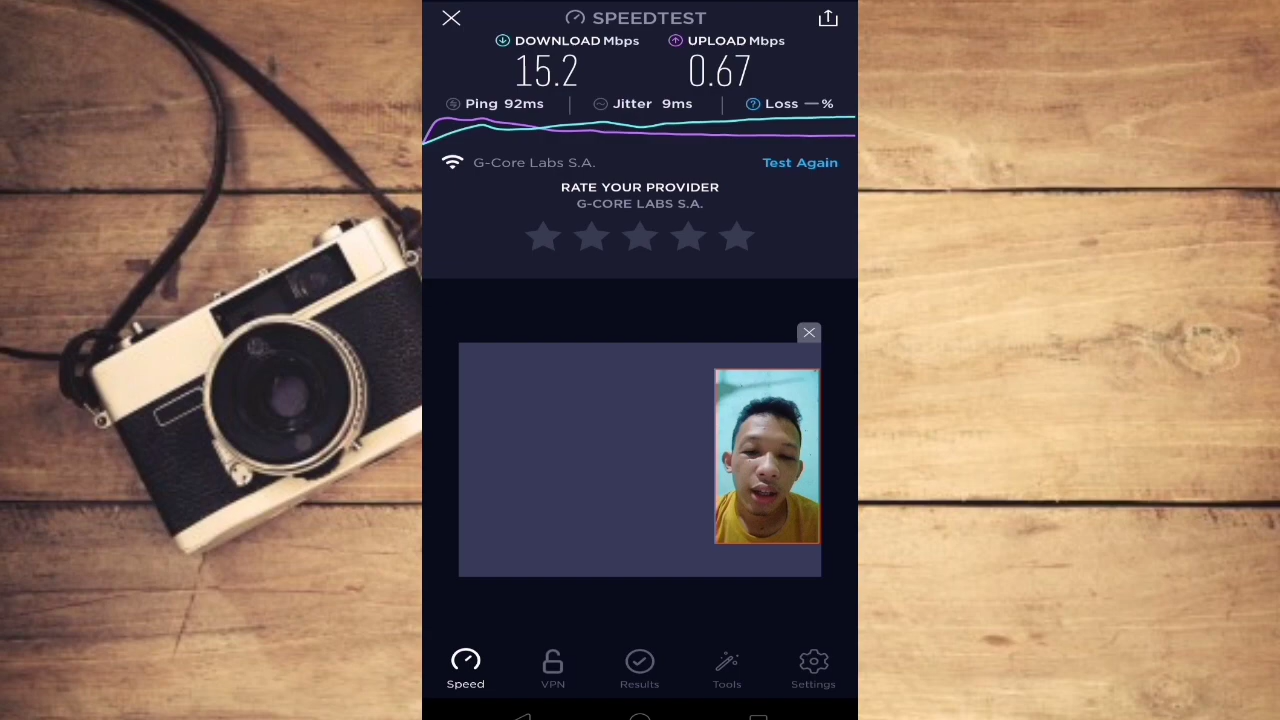 SPEEDTEST
DOWNLOAD Mbps
UPLOAD Mbps
15.2
0.67
Ping 92ms
Jitter 9ms
Loss — %
G-Core Labs S.A.
Test Again
RATE YOUR PROVIDER
G-CORE LABS S.A.
Speed
VPN
Results
Tools
Settings